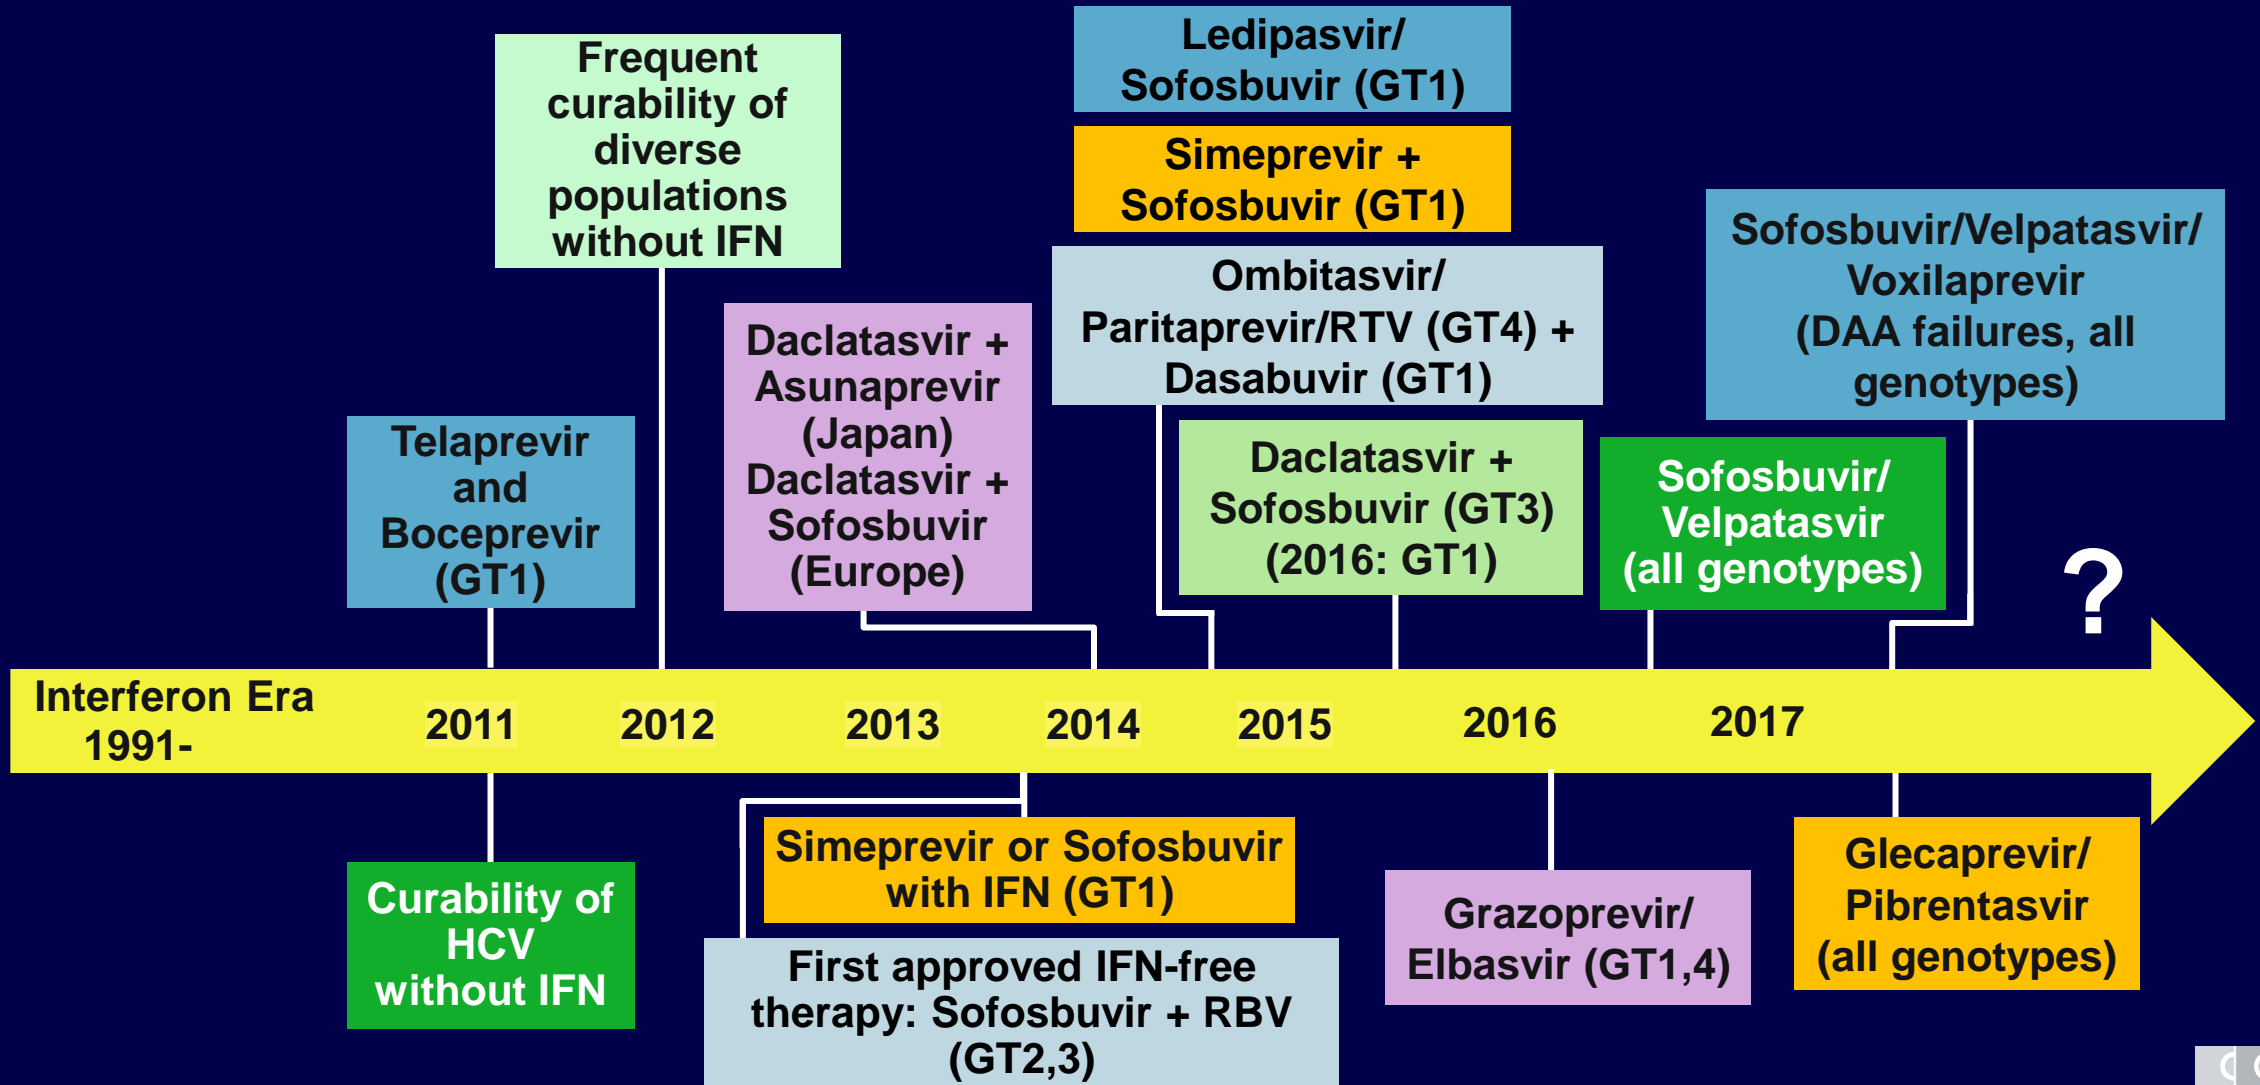 Ledipasvir/
Sofosbuvir (GT1)
Frequent
curability of
diverse
populations
without IFN
Simeprevir +
Sofosbuvir (GT1)
Sofosbuvir/Velpatasvir/
Voxilaprevir
(DAA failures, all
genotypes)
Ombitasvir/
Paritaprevir/RTV (GT4) +
Dasabuvir (GT1)
Daclatasvir +
Asunaprevir
(Japan)
Daclatasvir +
Sofosbuvir
(Europe)
Telaprevir
and
Boceprevir
(GT1)
Daclatasvir +
Sofosbuvir (GT3)
(2016: GT1)
Sofosbuvir/
Velpatasvir
(all genotypes)
?
Interferon Era
1991-
2011
2012
2013
2014
2015
2016
2017
Curability of
HCV
without IFN
Simeprevir or Sofosbuvir
with IFN (GT1)
First approved IFN-free
therapy: Sofosbuvir + RBV
(GT2,3)
Grazoprevir/
Elbasvir (GT1,4)
Glecaprevir/
Pibrentasvir
(all genotypes)